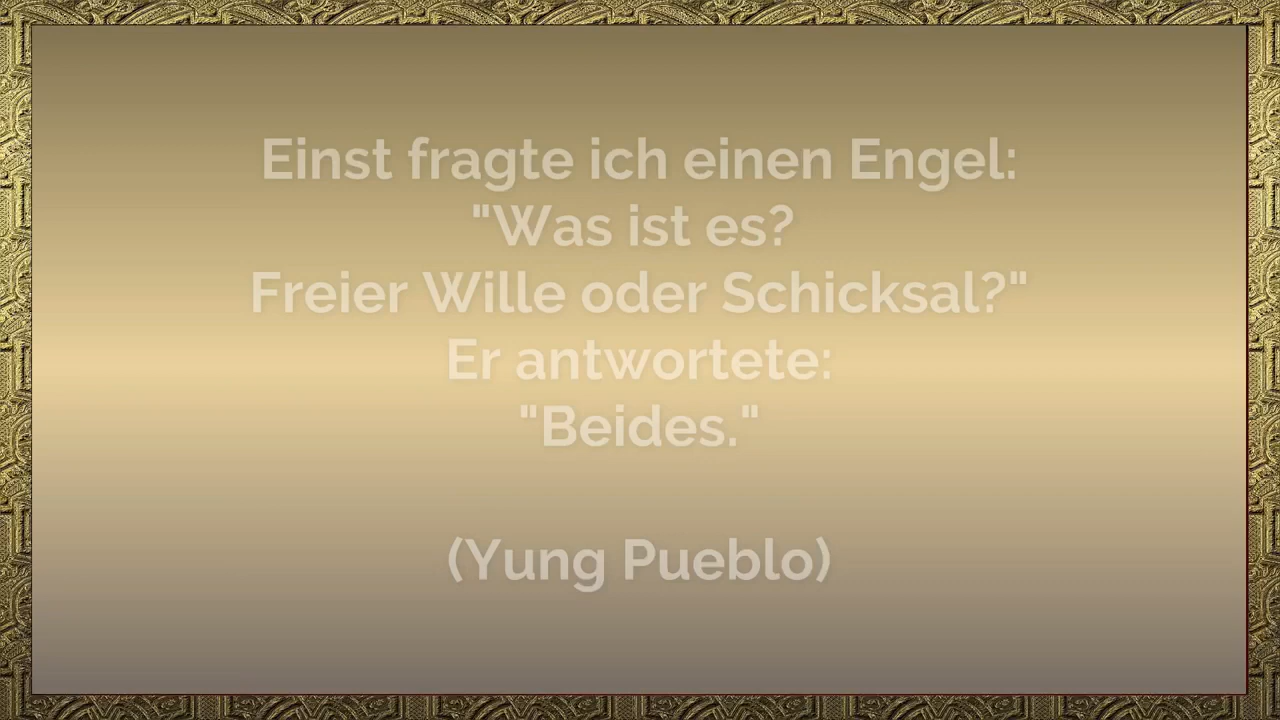 Einst fragte ich einen Engel:
"Was ist es?
Freier Wille oder Schicksal?"
Er antwortete:
"Beides."
(Yung Pueblo)